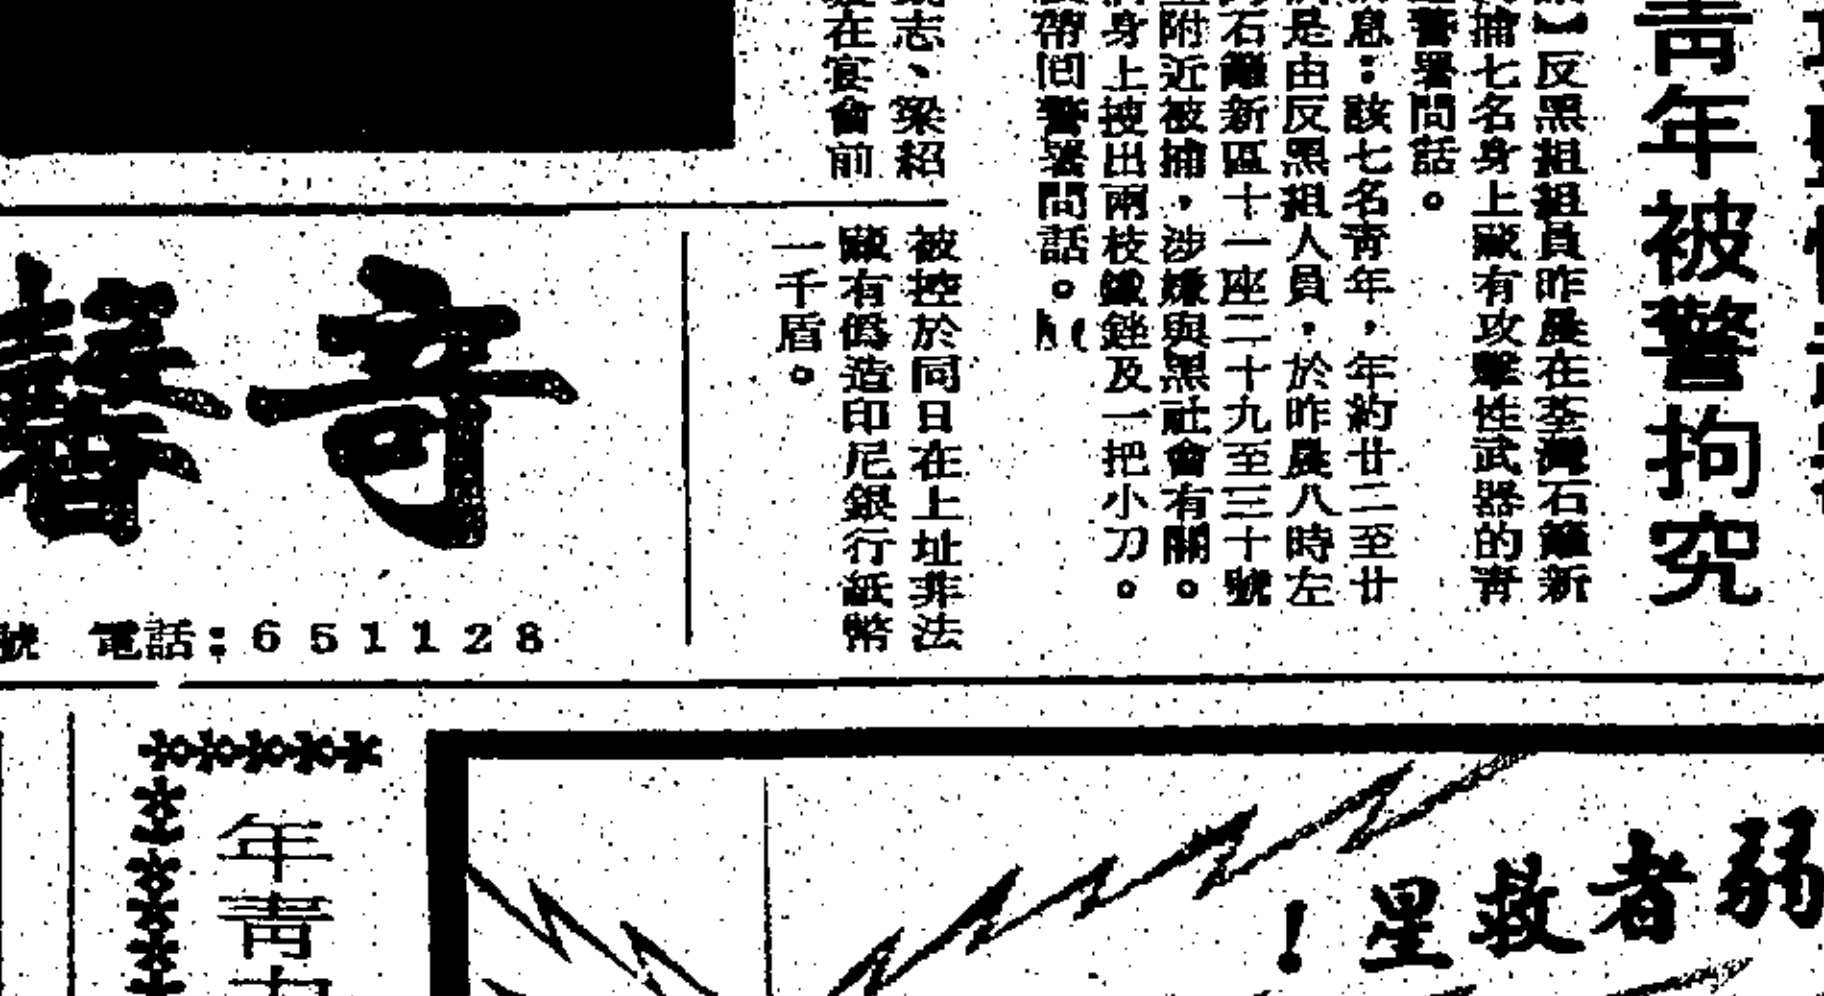 青年被警拘究
】反黑組組員昨晨在荃灣石籬新
捕七名身上藏有攻擊性武器的青
警署問話。
息：該七名青年，年約廿二至廿
是由反黑組人員，於昨晨八時左
石籬新區十一座二十九至三十號
附近被捕，涉嫌與黑社會有關。
身上搜出兩枝鐵銼及一把小刀。
帶回警署問話。
志、梁紹
在宴會前
被控於同日在上址非法
藏有僞造印尼銀行紙幣
一千盾。
奇馨
號 電話：651128
弱者救星！
年青力